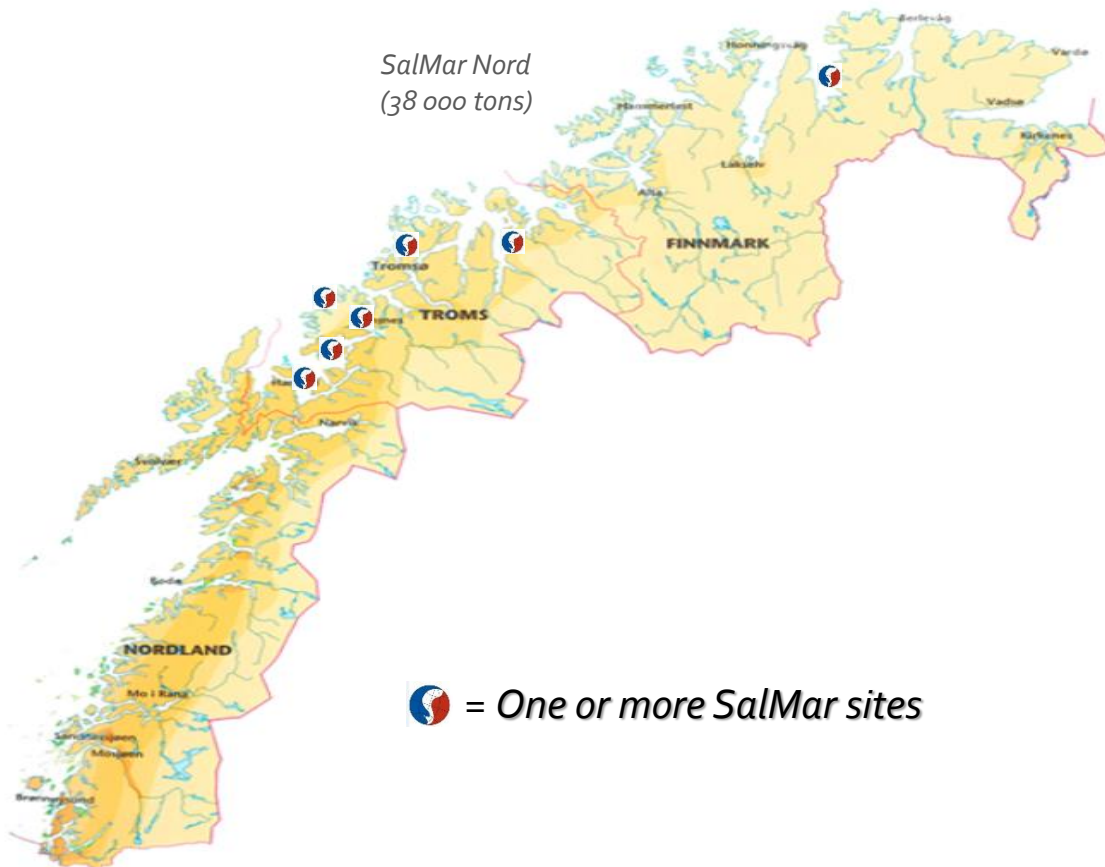 Berlevåg
Honningsvåg
Vardø
SalMar Nord
(38 000 tons)
Hammerfest
Vadsø
Kirkenes
Lakselv
Alta
FINNMARK
Tromsø
TROMS
Narvik
Svolvær
Bodø
NORDLAND
Mo i Rana
= One or more SalMar sites
Sandnessjøen
Mosjøen
Brønnøysund